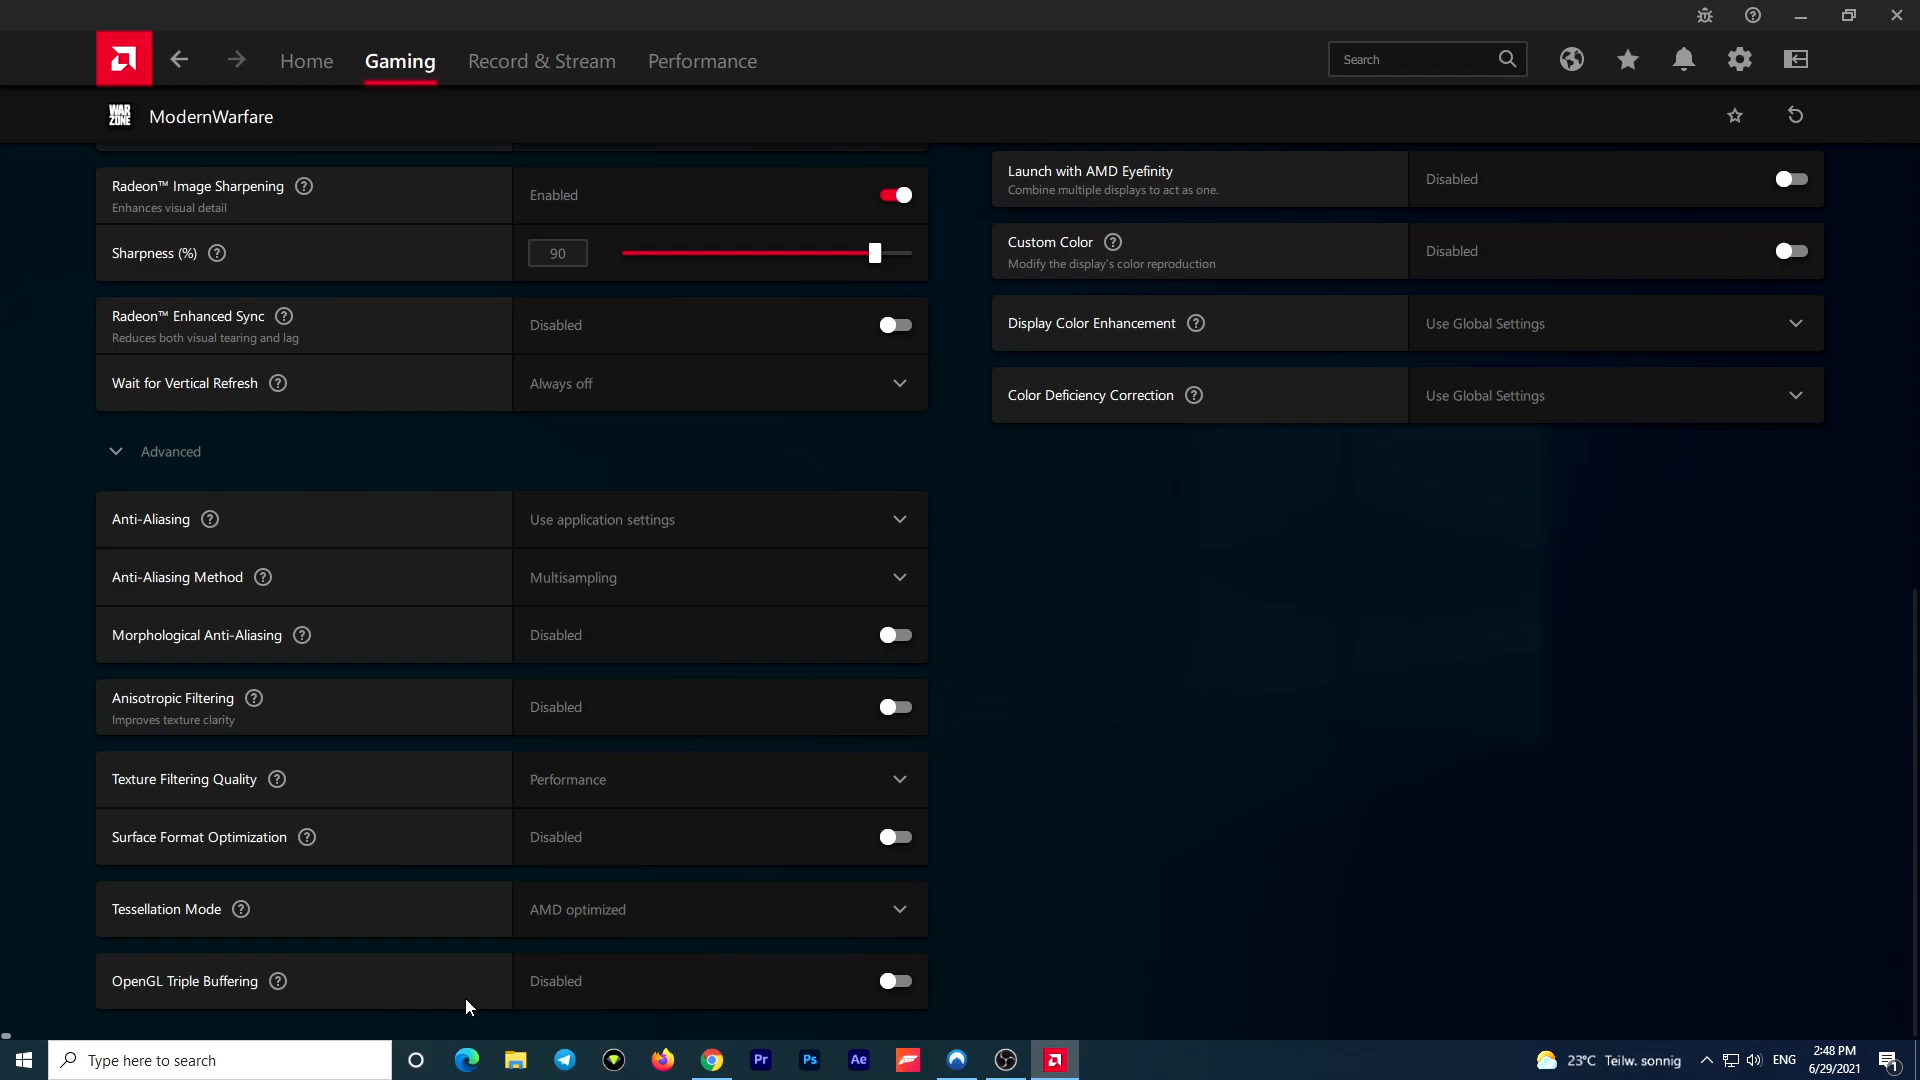 Home
Gaming
Record & Stream
Performance
Search
WAR
ZONE
ModernWarfare
Radeon™ Image Sharpening
Enhances visual detail
Enabled
Sharpness (%)
90
Radeon™ Enhanced Sync
Reduces both visual tearing and lag
Disabled
Wait for Vertical Refresh
Always off
Advanced
Anti-Aliasing
Use application settings
Anti-Aliasing Method
Multisampling
Morphological Anti-Aliasing
Disabled
Anisotropic Filtering
Improves texture clarity
Disabled
Texture Filtering Quality
Performance
Surface Format Optimization
Disabled
Tessellation Mode
AMD optimized
OpenGL Triple Buffering
Disabled
Launch with AMD Eyefinity
Combine multiple displays to act as one.
Disabled
Custom Color
Modify the display's color reproduction
Disabled
Display Color Enhancement
Use Global Settings
Color Deficiency Correction
Use Global Settings
Type here to search
Pr
Ps
Ae
23°C Teilw. sonnig
ENG
2:48 PM
6/29/2021
1